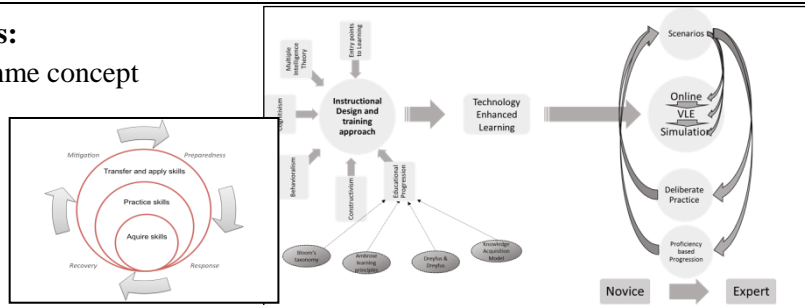 s:
nme concept
Mitigation
Preparedness
Transfer and apply skills
Practice skills
Aquire skills
Recovery
Response
Multiple
Intelligence
Theory
Entry points
to Learning
Cognitivism
Behavioralism
Constructivism
Educational
Progression
Instructional
Design and
training
approach
Bloom's
taxonomy
Ambrose learning
principles
Dreyfus &
Dreyfus
Knowledge
Acquisition
Model
Technology
Enhanced
Learning
Scenarios
Online
VLE
Simulation
Deliberate
Practice
Proficiency
based
Progression
Novice
Expert